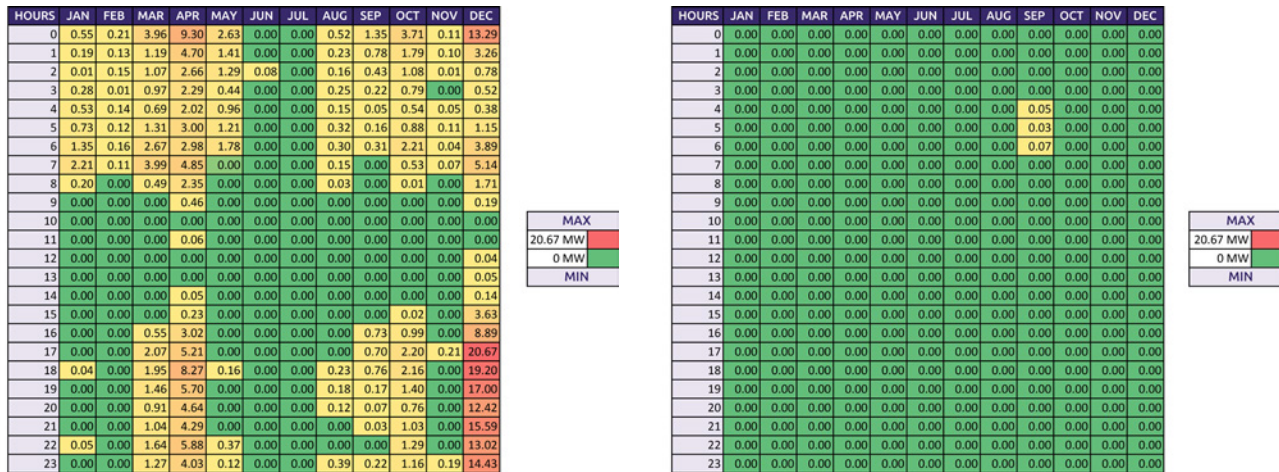 HOURS JAN FEB MAR APR MAY JUN JUL AUG SEP OCT NOV DEC
0 0.55 0.21 3.96 9.30 2.63 0.00 0.00 0.52 1.35 3.71 0.11 13.29
1 0.19 0.13 1.19 4.70 1.41 0.00 0.00 0.23 0.78 1.79 0.10 3.26
2 0.01 0.15 1.07 2.66 1.29 0.08 0.00 0.16 0.43 1.08 0.01 0.78
3 0.28 0.01 0.97 2.29 0.44 0.00 0.00 0.25 0.22 0.79 0.00 0.52
4 0.53 0.14 0.69 2.02 0.96 0.00 0.00 0.15 0.05 0.54 0.05 0.38
5 0.73 0.12 1.31 3.00 1.21 0.00 0.00 0.32 0.16 0.88 0.11 1.15
6 1.35 0.16 2.67 2.98 1.78 0.00 0.00 0.30 0.31 2.21 0.04 3.89
7 2.21 0.11 3.99 4.85 0.00 0.00 0.00 0.15 0.00 0.53 0.07 5.14
8 0.20 0.00 0.49 2.35 0.00 0.00 0.00 0.03 0.00 0.01 0.00 1.71
9 0.00 0.00 0.00 0.46 0.00 0.00 0.00 0.00 0.00 0.00 0.00 0.19
10 0.00 0.00 0.00 0.00 0.00 0.00 0.00 0.00 0.00 0.00 0.00 0.00
11 0.00 0.00 0.00 0.06 0.00 0.00 0.00 0.00 0.00 0.00 0.00 0.00
12 0.00 0.00 0.00 0.00 0.00 0.00 0.00 0.00 0.00 0.00 0.00 0.04
13 0.00 0.00 0.00 0.00 0.00 0.00 0.00 0.00 0.00 0.00 0.00 0.05
14 0.00 0.00 0.00 0.05 0.00 0.00 0.00 0.00 0.00 0.00 0.00 0.14
15 0.00 0.00 0.00 0.23 0.00 0.00 0.00 0.00 0.00 0.02 0.00 3.63
16 0.00 0.00 0.55 3.02 0.00 0.00 0.00 0.00 0.73 0.99 0.00 8.89
17 0.00 0.00 2.07 5.21 0.00 0.00 0.00 0.00 0.70 2.20 0.21 20.67
18 0.04 0.00 1.95 8.27 0.16 0.00 0.00 0.23 0.76 2.16 0.00 19.20
19 0.00 0.00 1.46 5.70 0.00 0.00 0.00 0.18 0.17 1.40 0.00 17.00
20 0.00 0.00 0.91 4.64 0.00 0.00 0.00 0.12 0.07 0.76 0.00 12.42
21 0.00 0.00 1.04 4.29 0.00 0.00 0.00 0.00 0.03 1.03 0.00 15.59
22 0.05 0.00 1.64 5.88 0.37 0.00 0.00 0.00 0.00 1.29 0.00 13.02
23 0.00 0.00 1.27 4.03 0.12 0.00 0.00 0.39 0.22 1.16 0.19 14.43
MAX
20.67 MW
0 MW
MIN
HOURS JAN FEB MAR APR MAY JUN JUL AUG SEP OCT NOV DEC
0 0.00 0.00 0.00 0.00 0.00 0.00 0.00 0.00 0.00 0.00 0.00 0.00
1 0.00 0.00 0.00 0.00 0.00 0.00 0.00 0.00 0.00 0.00 0.00 0.00
2 0.00 0.00 0.00 0.00 0.00 0.00 0.00 0.00 0.00 0.00 0.00 0.00
3 0.00 0.00 0.00 0.00 0.00 0.00 0.00 0.00 0.00 0.00 0.00 0.00
4 0.00 0.00 0.00 0.00 0.00 0.00 0.00 0.00 0.05 0.00 0.00 0.00
5 0.00 0.00 0.00 0.00 0.00 0.00 0.00 0.00 0.03 0.00 0.00 0.00
6 0.00 0.00 0.00 0.00 0.00 0.00 0.00 0.00 0.07 0.00 0.00 0.00
7 0.00 0.00 0.00 0.00 0.00 0.00 0.00 0.00 0.00 0.00 0.00 0.00
8 0.00 0.00 0.00 0.00 0.00 0.00 0.00 0.00 0.00 0.00 0.00 0.00
9 0.00 0.00 0.00 0.00 0.00 0.00 0.00 0.00 0.00 0.00 0.00 0.00
10 0.00 0.00 0.00 0.00 0.00 0.00 0.00 0.00 0.00 0.00 0.00 0.00
11 0.00 0.00 0.00 0.00 0.00 0.00 0.00 0.00 0.00 0.00 0.00 0.00
12 0.00 0.00 0.00 0.00 0.00 0.00 0.00 0.00 0.00 0.00 0.00 0.00
13 0.00 0.00 0.00 0.00 0.00 0.00 0.00 0.00 0.00 0.00 0.00 0.00
14 0.00 0.00 0.00 0.00 0.00 0.00 0.00 0.00 0.00 0.00 0.00 0.00
15 0.00 0.00 0.00 0.00 0.00 0.00 0.00 0.00 0.00 0.00 0.00 0.00
16 0.00 0.00 0.00 0.00 0.00 0.00 0.00 0.00 0.00 0.00 0.00 0.00
17 0.00 0.00 0.00 0.00 0.00 0.00 0.00 0.00 0.00 0.00 0.00 0.00
18 0.00 0.00 0.00 0.00 0.00 0.00 0.00 0.00 0.00 0.00 0.00 0.00
19 0.00 0.00 0.00 0.00 0.00 0.00 0.00 0.00 0.00 0.00 0.00 0.00
20 0.00 0.00 0.00 0.00 0.00 0.00 0.00 0.00 0.00 0.00 0.00 0.00
21 0.00 0.00 0.00 0.00 0.00 0.00 0.00 0.00 0.00 0.00 0.00 0.00
22 0.00 0.00 0.00 0.00 0.00 0.00 0.00 0.00 0.00 0.00 0.00 0.00
23 0.00 0.00 0.00 0.00 0.00 0.00 0.00 0.00 0.00 0.00 0.00 0.00
MAX
20.67 MW
0 MW
MIN